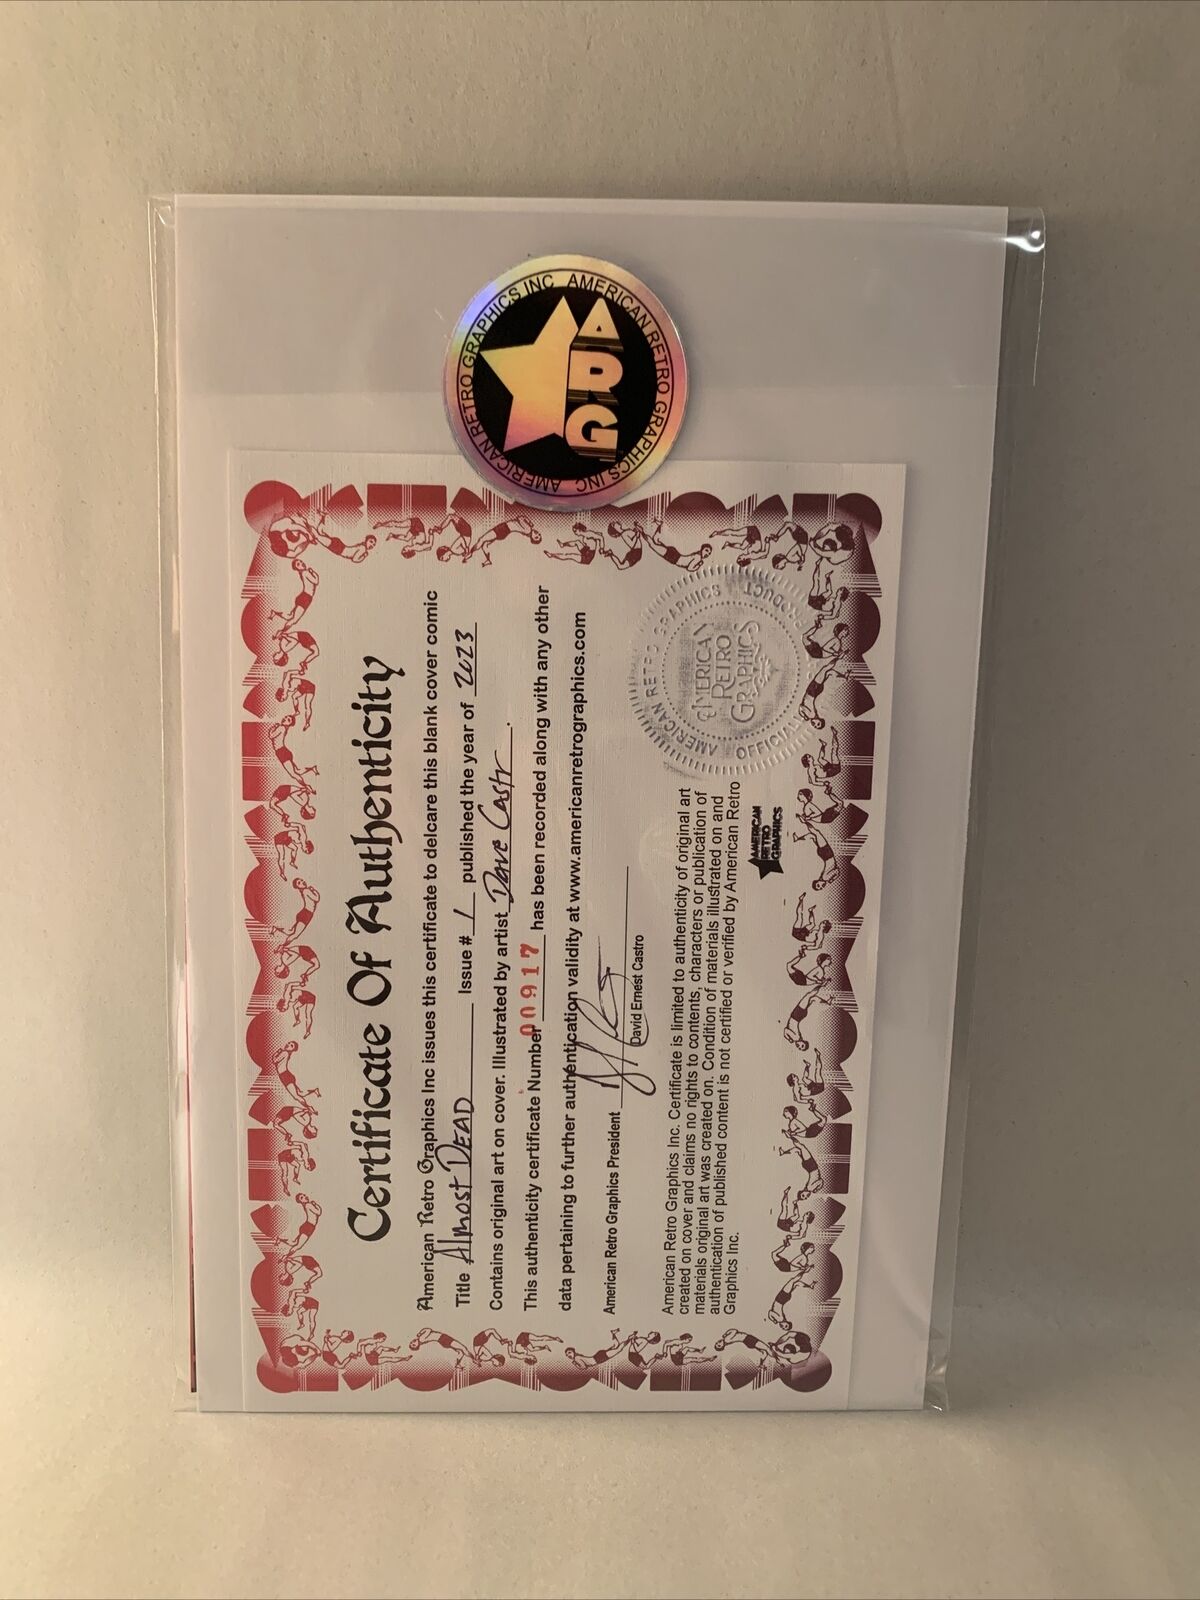 AMERICAN RETRO GRAPHICS INC AMERICAN RETRO GRAPHICS INC
ARG
Certificate Of Authenticity
American Retro Graphics Inc issues this certificate to delcare this blank cover comic
Title Almost DEAD Issue # 1 published the year of 2023
Contains original art on cover. Illustrated by artist Dave Castr.
This authenticity certificate Number 00917 has been recorded along with any other
data pertaining to further authentication validity at www.americanretrographics.com
American Retro Graphics President
David Ernest Castro
American Retro Graphics Inc. Certificate is limited to authenticity of original art
created on cover and claims no rights to contents, characters or publication of
materials original art was created on. Condition of materials illustrated on and
authentication of published content is not certified or verified by American Retro
Graphics Inc.
AMERICAN
RETRO
GRAPHICS
AMERICAN RETRO GRAPHICS
OFFICIAL PRODUCT
AMERICAN
RETRO
GRAPHICS